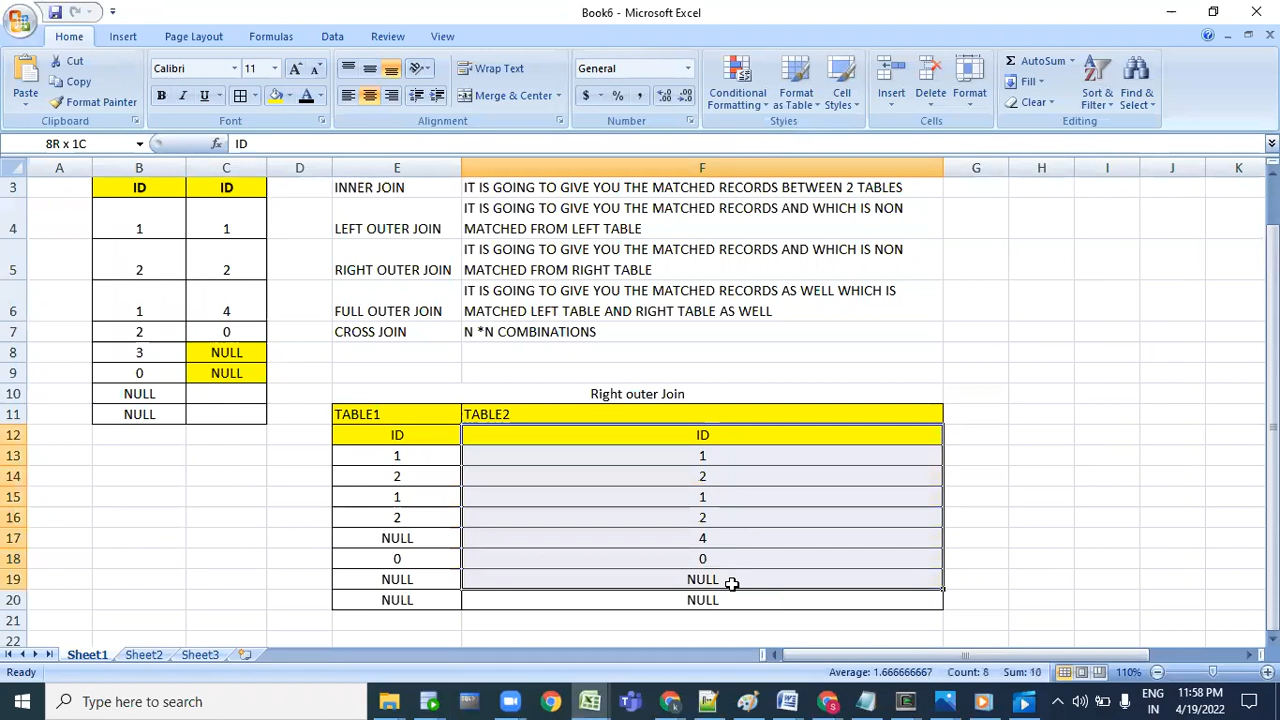 Book6 - Microsoft Excel
Home Insert Page Layout Formulas Data Review View
Paste
Cut
Copy
Format Painter
Clipboard
Calibri 11
B I U A
Font
Wrap Text
Merge & Center
Alignment
General
$ % ,
Number
Conditional Formatting
Format as Table
Cell Styles
Styles
Insert Delete Format
Cells
Σ AutoSum
Fill
Clear
Sort & Filter
Find & Select
Editing
8R x 1C fx ID
A B C D E F G H I J K
3 ID ID INNER JOIN IT IS GOING TO GIVE YOU THE MATCHED RECORDS BETWEEN 2 TABLES
IT IS GOING TO GIVE YOU THE MATCHED RECORDS AND WHICH IS NON
4 1 1 LEFT OUTER JOIN MATCHED FROM LEFT TABLE
IT IS GOING TO GIVE YOU THE MATCHED RECORDS AND WHICH IS NON
5 2 2 RIGHT OUTER JOIN MATCHED FROM RIGHT TABLE
IT IS GOING TO GIVE YOU THE MATCHED RECORDS AS WELL WHICH IS
6 1 4 FULL OUTER JOIN MATCHED LEFT TABLE AND RIGHT TABLE AS WELL
7 2 0 CROSS JOIN N *N COMBINATIONS
8 3 NULL
9 0 NULL
10 NULL Right outer Join
11 NULL TABLE1 TABLE2
12 ID ID
13 1 1
14 2 2
15 1 1
16 2 2
17 NULL 4
18 0 0
19 NULL NULL
20 NULL NULL
21
22
Sheet1 Sheet2 Sheet3
Ready Average: 1.666666667 Count: 8 Sum: 10 110%
Type here to search
ENG
IN
11:58 PM
4/19/2022